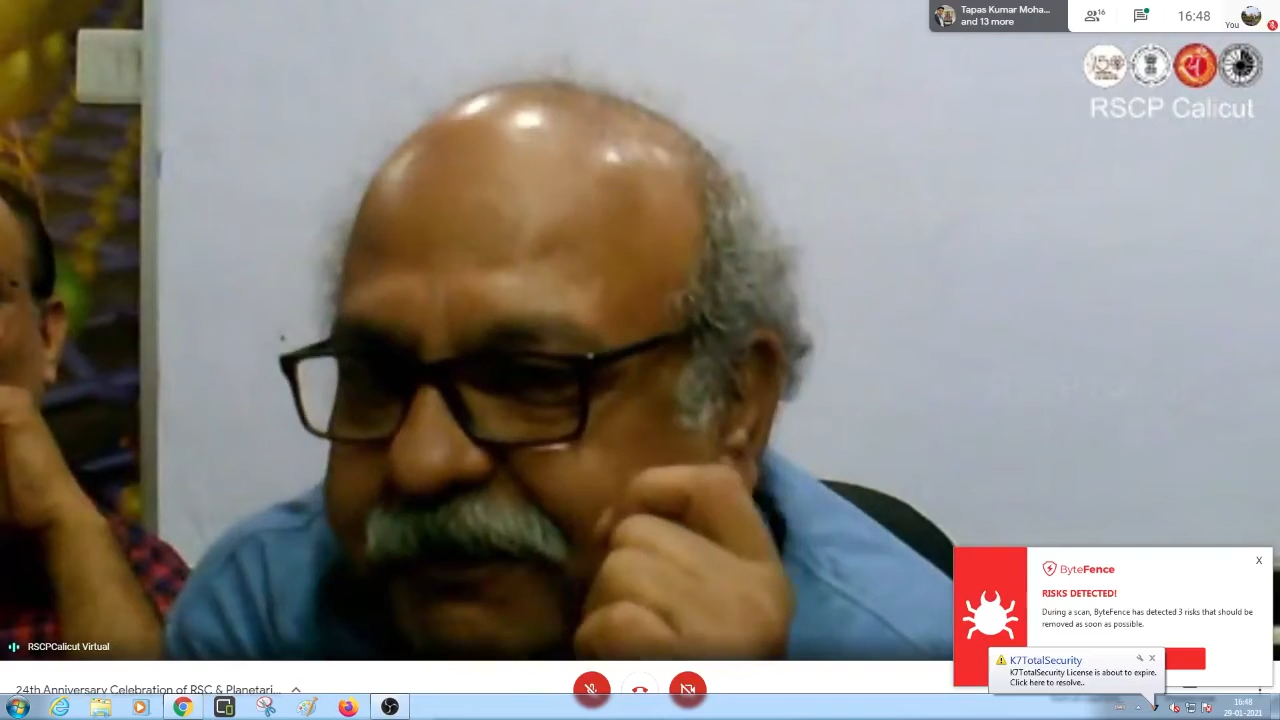 Tapas Kumar Moha...
and 13 more
16
16:48
You
RSCP Calicut
RSCPCalicut Virtual
ByteFence
X
RISKS DETECTED!
During a scan, ByteFence has detected 3 risks that should be
removed as soon as possible.
K7TotalSecurity
K7TotalSecurity License is about to expire.
Click here to resolve..
24th Anniversary Celebration of RSC & Planetari...
16:48
29-01-2021